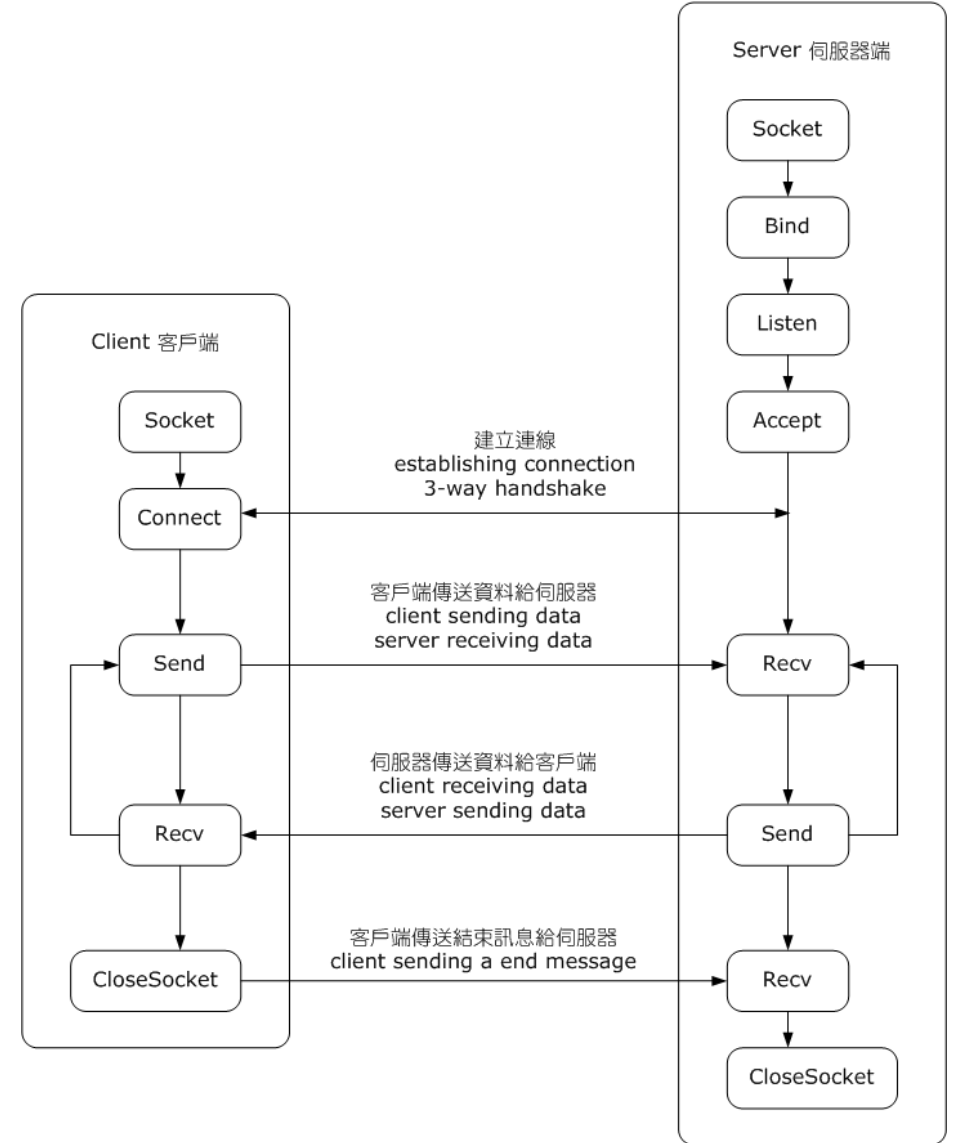 Server 伺服器端
Socket
Bind
Listen
Accept
Client 客戶端
Socket
Connect
建立連線
establishing connection
3-way handshake
客戶端傳送資料給伺服器
client sending data
server receiving data
Send
Recv
伺服器傳送資料給客戶端
client receiving data
server sending data
Recv
Send
客戶端傳送結束訊息給伺服器
client sending a end message
CloseSocket
Recv
CloseSocket